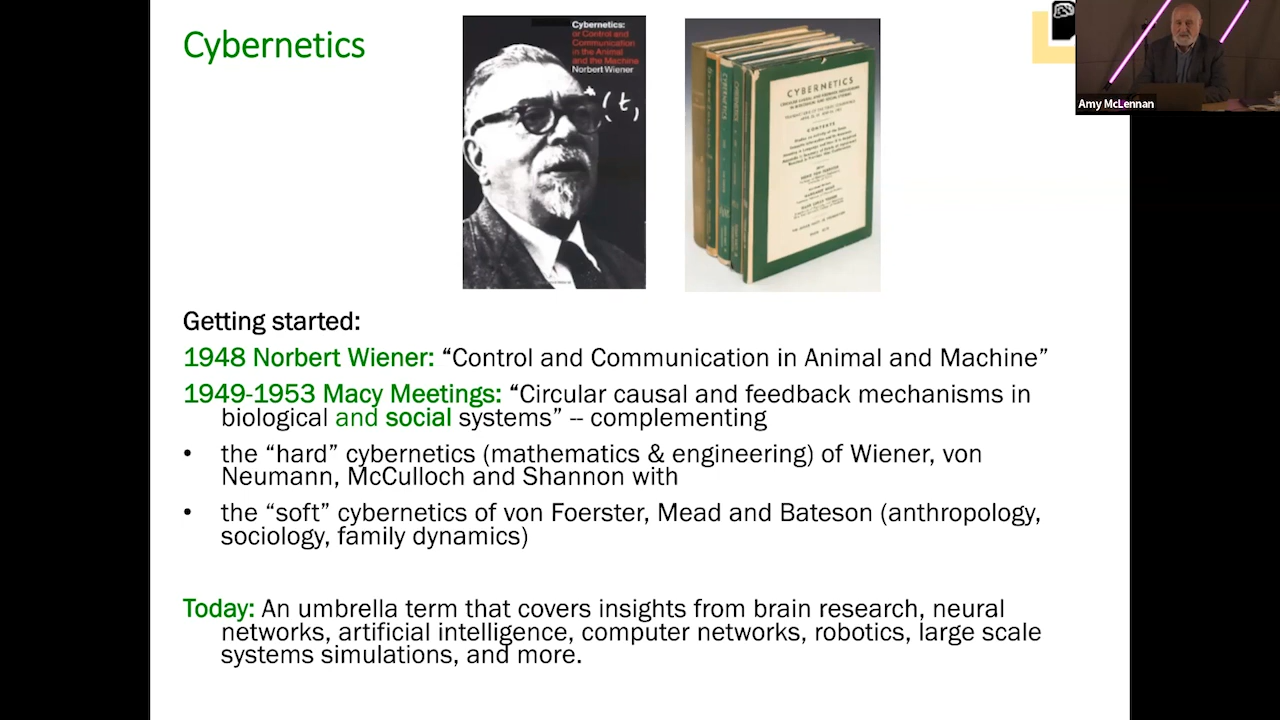 Cybernetics
Cybernetics:
or Control and
Communication
in the Animal
and the Machine
Norbert Wiener
(t,
CYBERNETICS
CONTENTS
Amy McLennan
Getting started:
1948 Norbert Wiener: “Control and Communication in Animal and Machine”
1949-1953 Macy Meetings: “Circular causal and feedback mechanisms in
biological and social systems” -- complementing
• the “hard” cybernetics (mathematics & engineering) of Wiener, von
Neumann, McCulloch and Shannon with
• the “soft” cybernetics of von Foerster, Mead and Bateson (anthropology,
sociology, family dynamics)
Today: An umbrella term that covers insights from brain research, neural
networks, artificial intelligence, computer networks, robotics, large scale
systems simulations, and more.